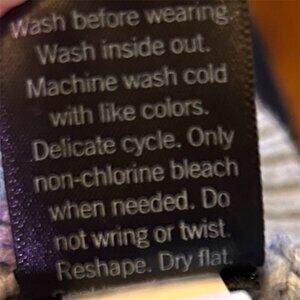 Wash before wearing.
Wash inside out.
Machine wash cold
with like colors.
Delicate cycle. Only
non-chlorine bleach
when needed. Do
not wring or twist.
Reshape. Dry flat.